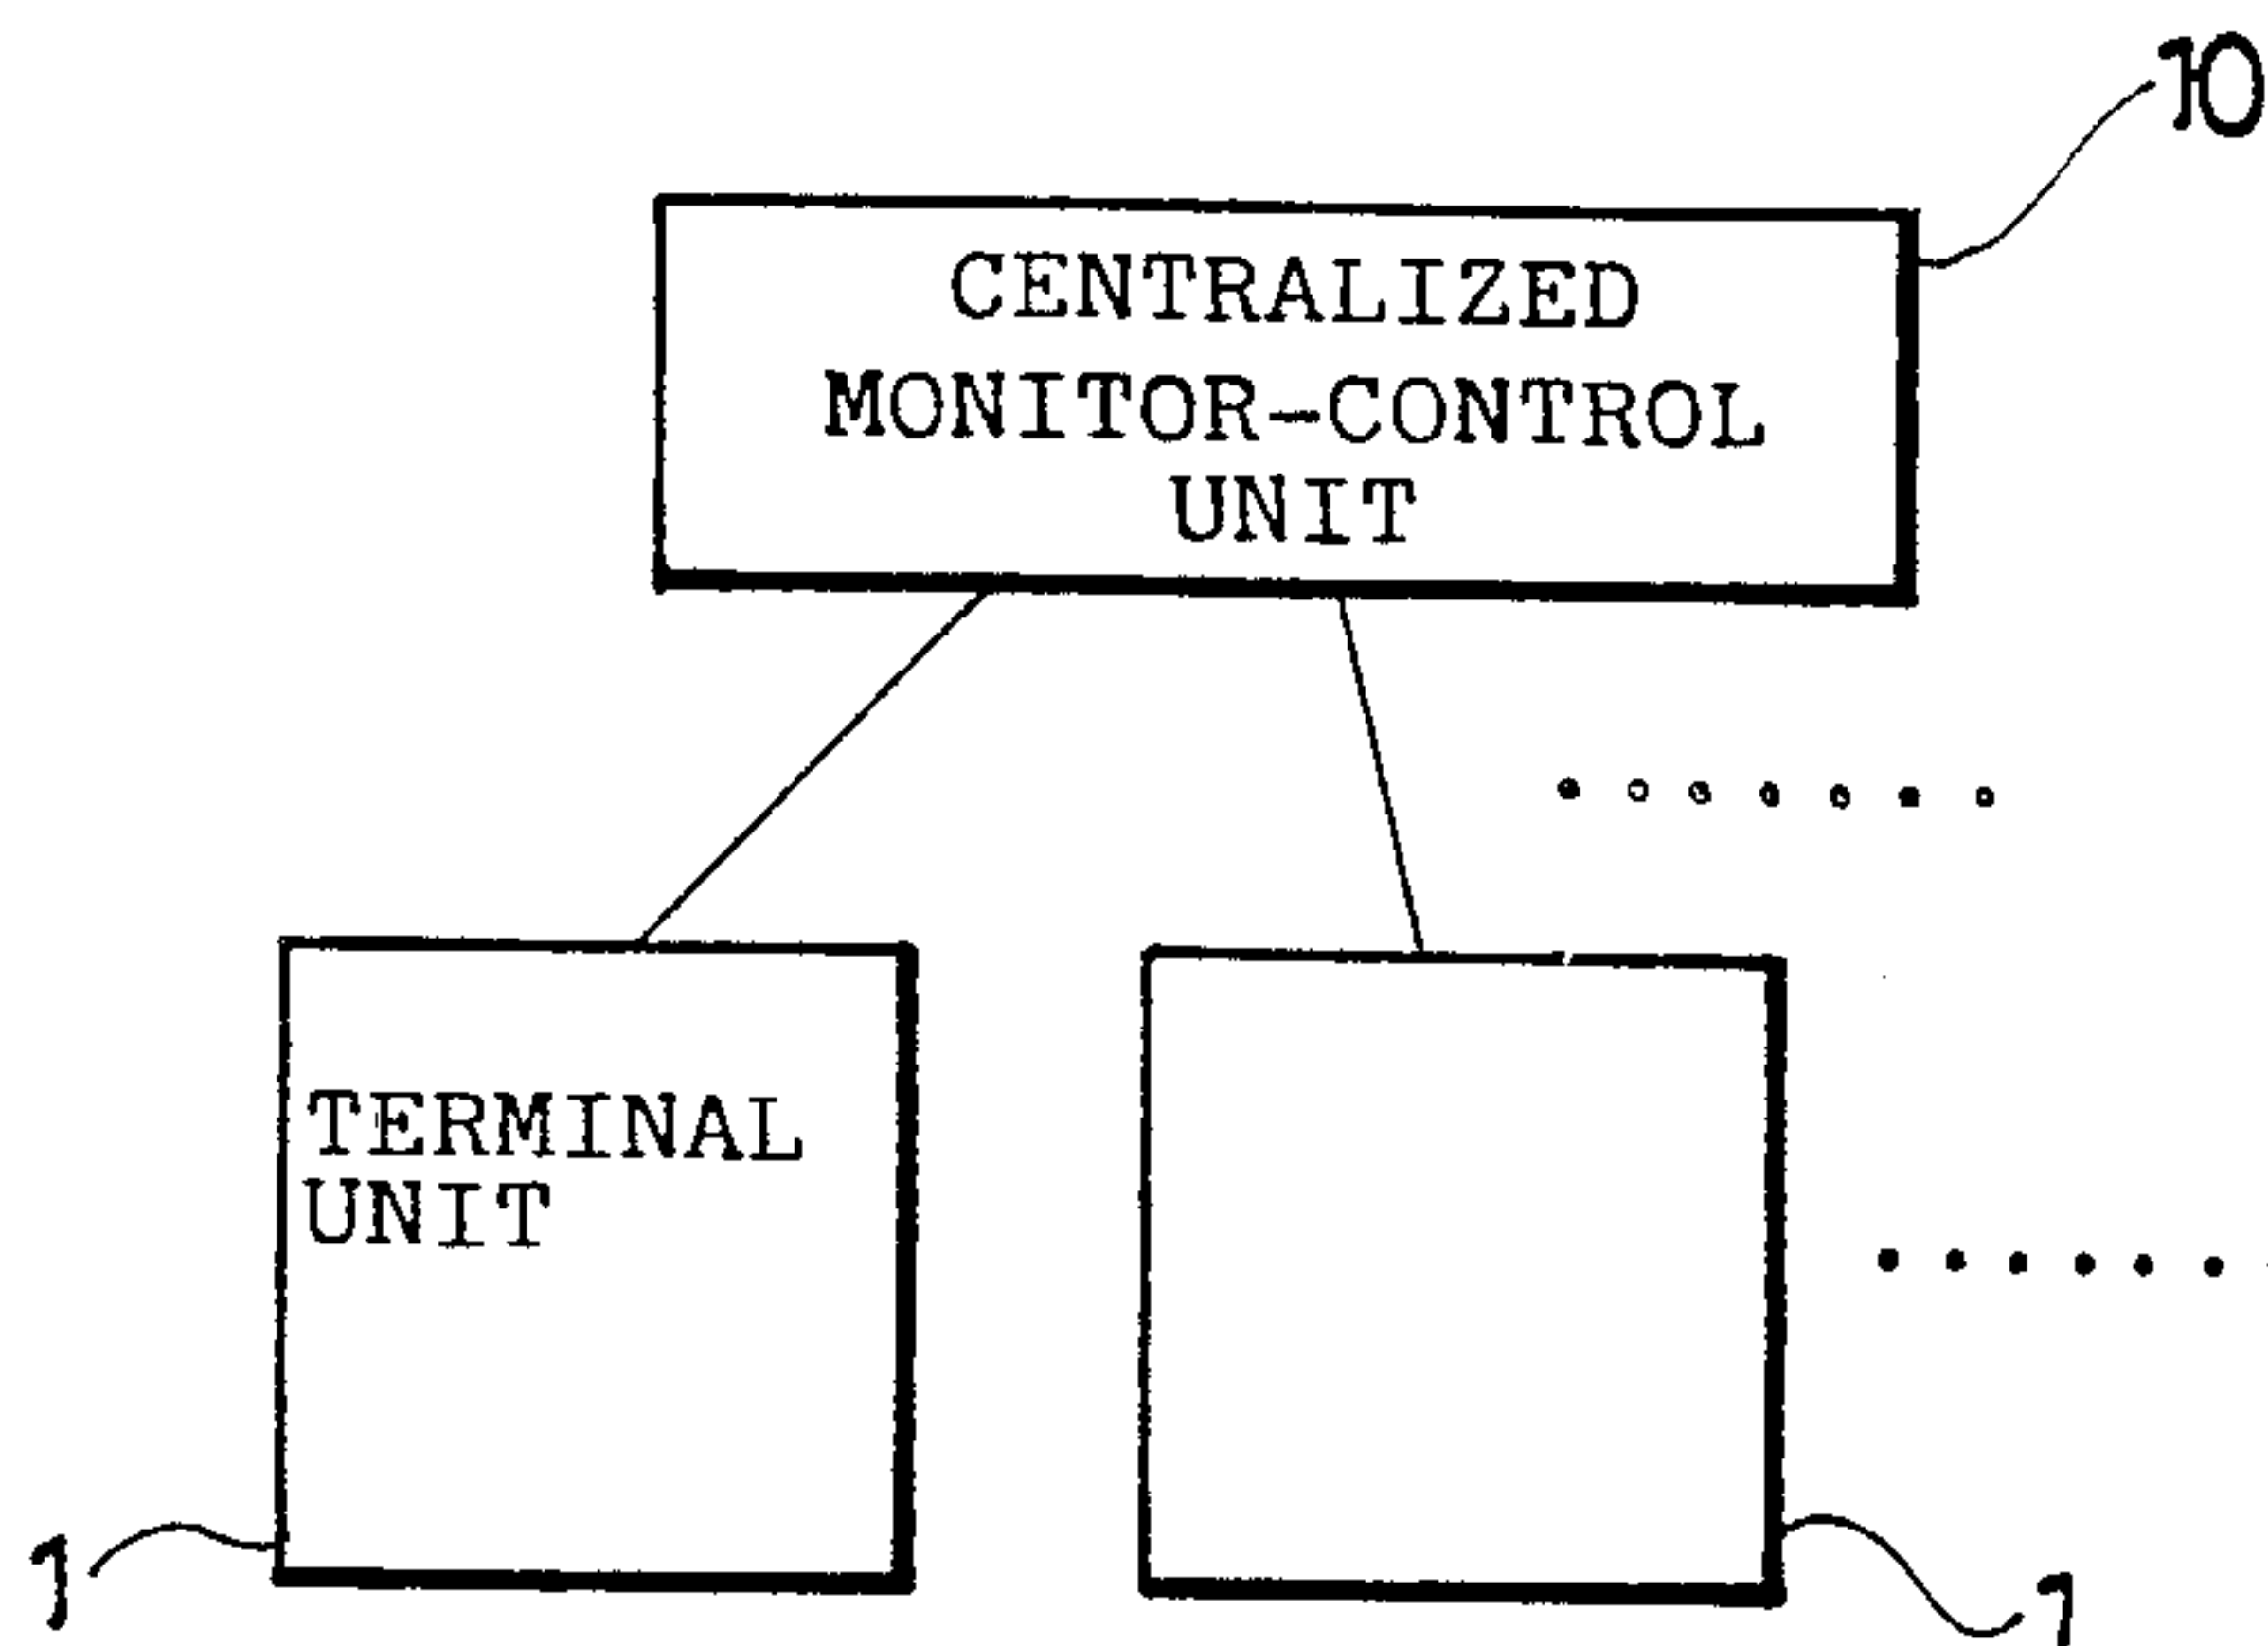 10
CENTRALIZED
MONITOR-CONTROL
UNIT
TERMINAL
UNIT
1
1